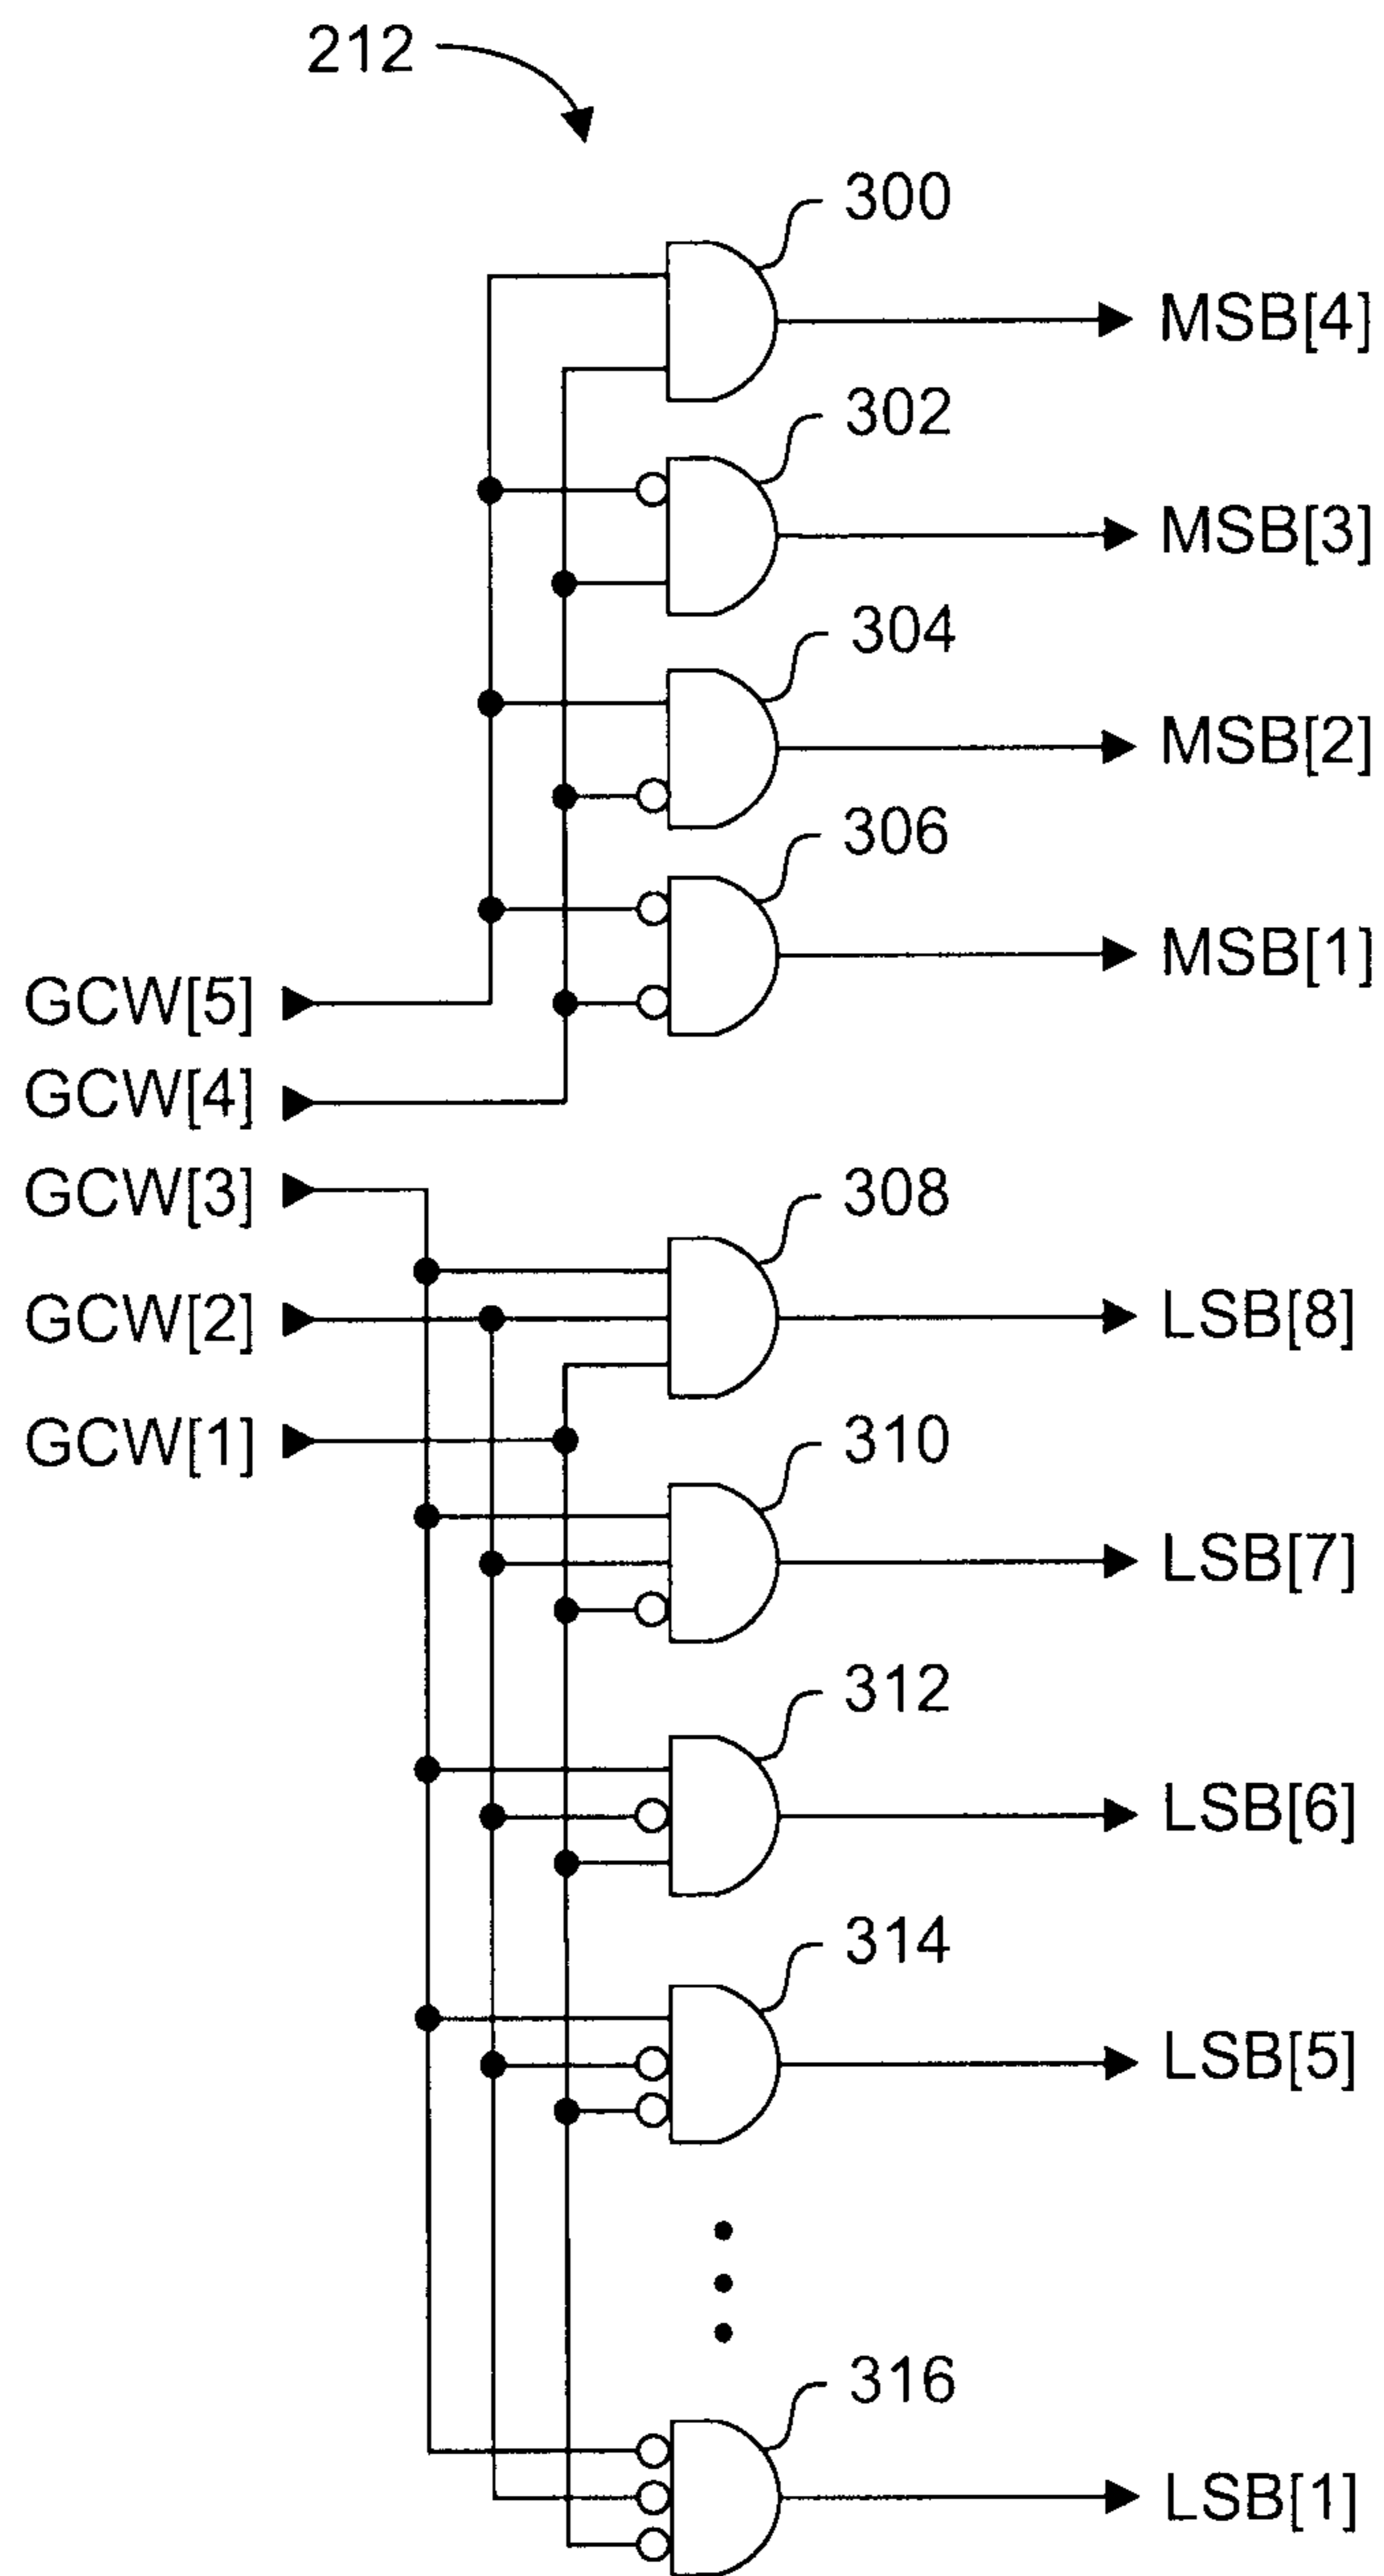 212
300
MSB[4]
302
MSB[3]
304
MSB[2]
306
MSB[1]
GCW[5]
GCW[4]
GCW[3]
308
GCW[2]
LSB[8]
GCW[1]
310
LSB[7]
312
LSB[6]
314
LSB[5]
316
LSB[1]